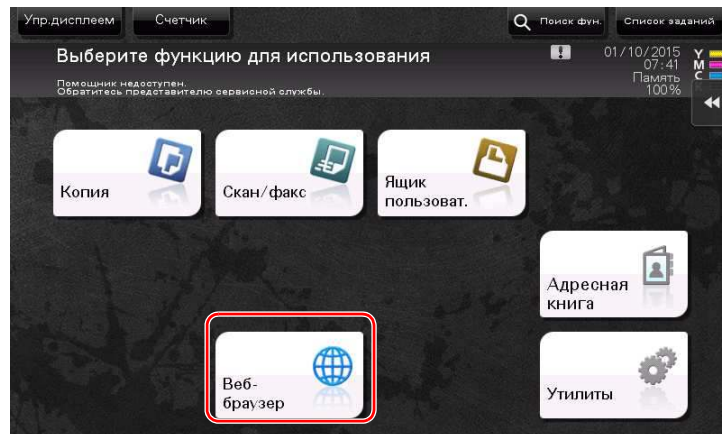 Упр.дисплеем
Счетчик
Поиск фун.
Список заданий
Выберите функцию для использования
Помощник недоступен.
Обратитесь представителю сервисной службы.
01/10/2015
07:41
Память
100%
Y
M
C
Копия
Скан/факс
Ящик
пользоват.
Адресная
книга
Веб-
браузер
Утилиты